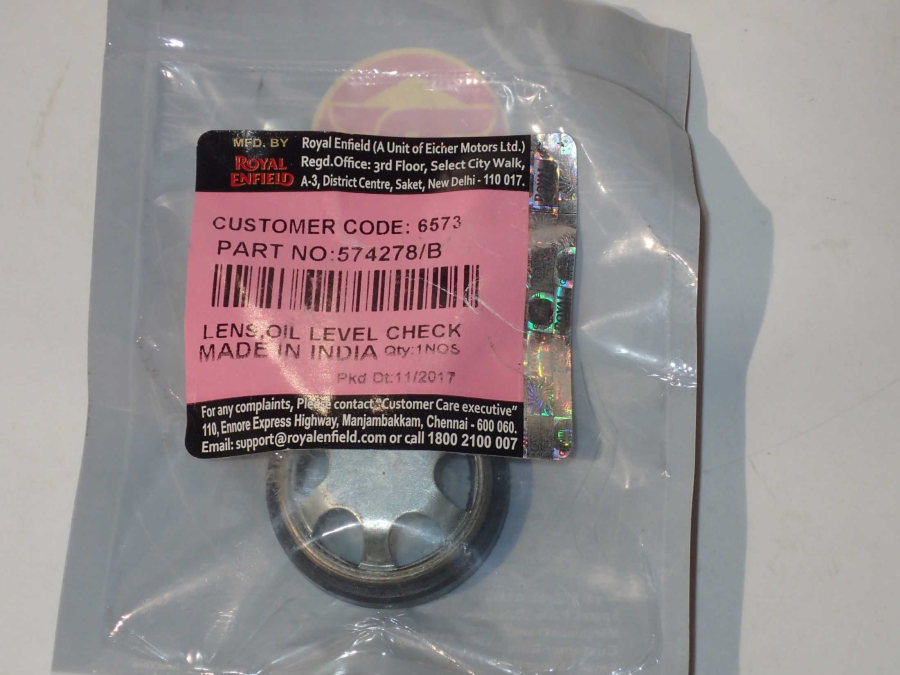 MFD. BY
ROYAL
ENFIELD
Royal Enfield (A Unit of Eicher Motors Ltd.)
Regd.Office: 3rd Floor, Select City Walk,
A-3, District Centre, Saket, New Delhi - 110 017.
CUSTOMER CODE: 6573
PART NO:574278/B
LENS,OIL LEVEL CHECK
MADE IN INDIA Qty:1NOS
Pkd Dt:11/2017
For any complaints, Please contact "Customer Care executive"
110, Ennore Express Highway, Manjambakkam, Chennai - 600 060.
Email: support@royalenfield.com or call 1800 2100 007